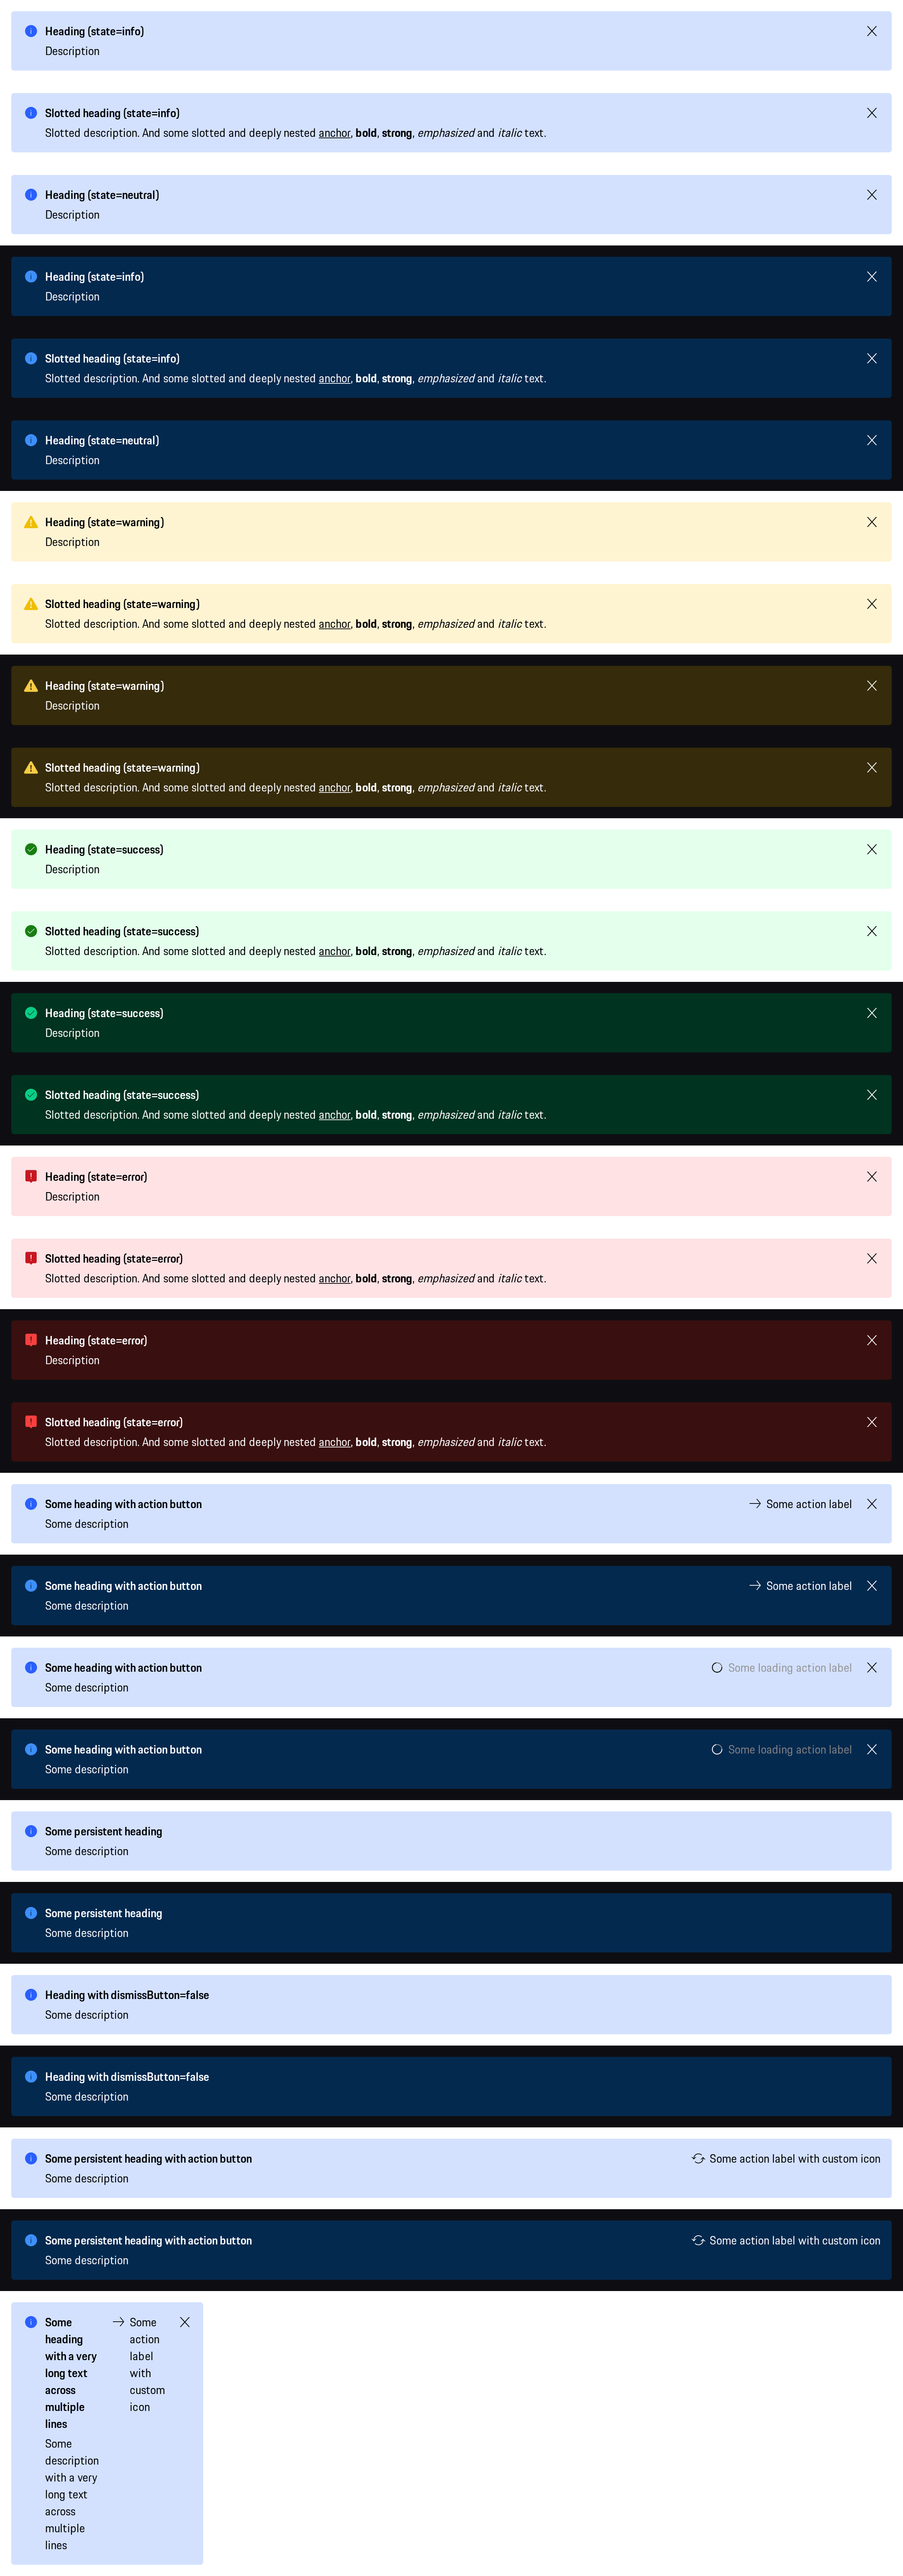 Heading (state=info)
Description
Slotted heading (state=info)
Slotted description. And some slotted and deeply nested anchor, bold, strong, emphasized and italic text.
Heading (state=neutral)
Description
Heading (state=info)
Description
Slotted heading (state=info)
Slotted description. And some slotted and deeply nested anchor, bold, strong, emphasized and italic text.
Heading (state=neutral)
Description
Heading (state=warning)
Description
Slotted heading (state=warning)
Slotted description. And some slotted and deeply nested anchor, bold, strong, emphasized and italic text.
Heading (state=warning)
Description
Slotted heading (state=warning)
Slotted description. And some slotted and deeply nested anchor, bold, strong, emphasized and italic text.
Heading (state=success)
Description
Slotted heading (state=success)
Slotted description. And some slotted and deeply nested anchor, bold, strong, emphasized and italic text.
Heading (state=success)
Description
Slotted heading (state=success)
Slotted description. And some slotted and deeply nested anchor, bold, strong, emphasized and italic text.
Heading (state=error)
Description
Slotted heading (state=error)
Slotted description. And some slotted and deeply nested anchor, bold, strong, emphasized and italic text.
Heading (state=error)
Description
Slotted heading (state=error)
Slotted description. And some slotted and deeply nested anchor, bold, strong, emphasized and italic text.
Some heading with action button
Some description
Some action label
Some heading with action button
Some description
Some action label
Some heading with action button
Some description
Some loading action label
Some heading with action button
Some description
Some loading action label
Some persistent heading
Some description
Some persistent heading
Some description
Heading with dismissButton=false
Some description
Heading with dismissButton=false
Some description
Some persistent heading with action button
Some description
Some action label with custom icon
Some persistent heading with action button
Some description
Some action label with custom icon
Some
heading
with a very
long text
across
multiple
lines
Some
description
with a very
long text
across
multiple
lines
Some
action
label
with
custom
icon